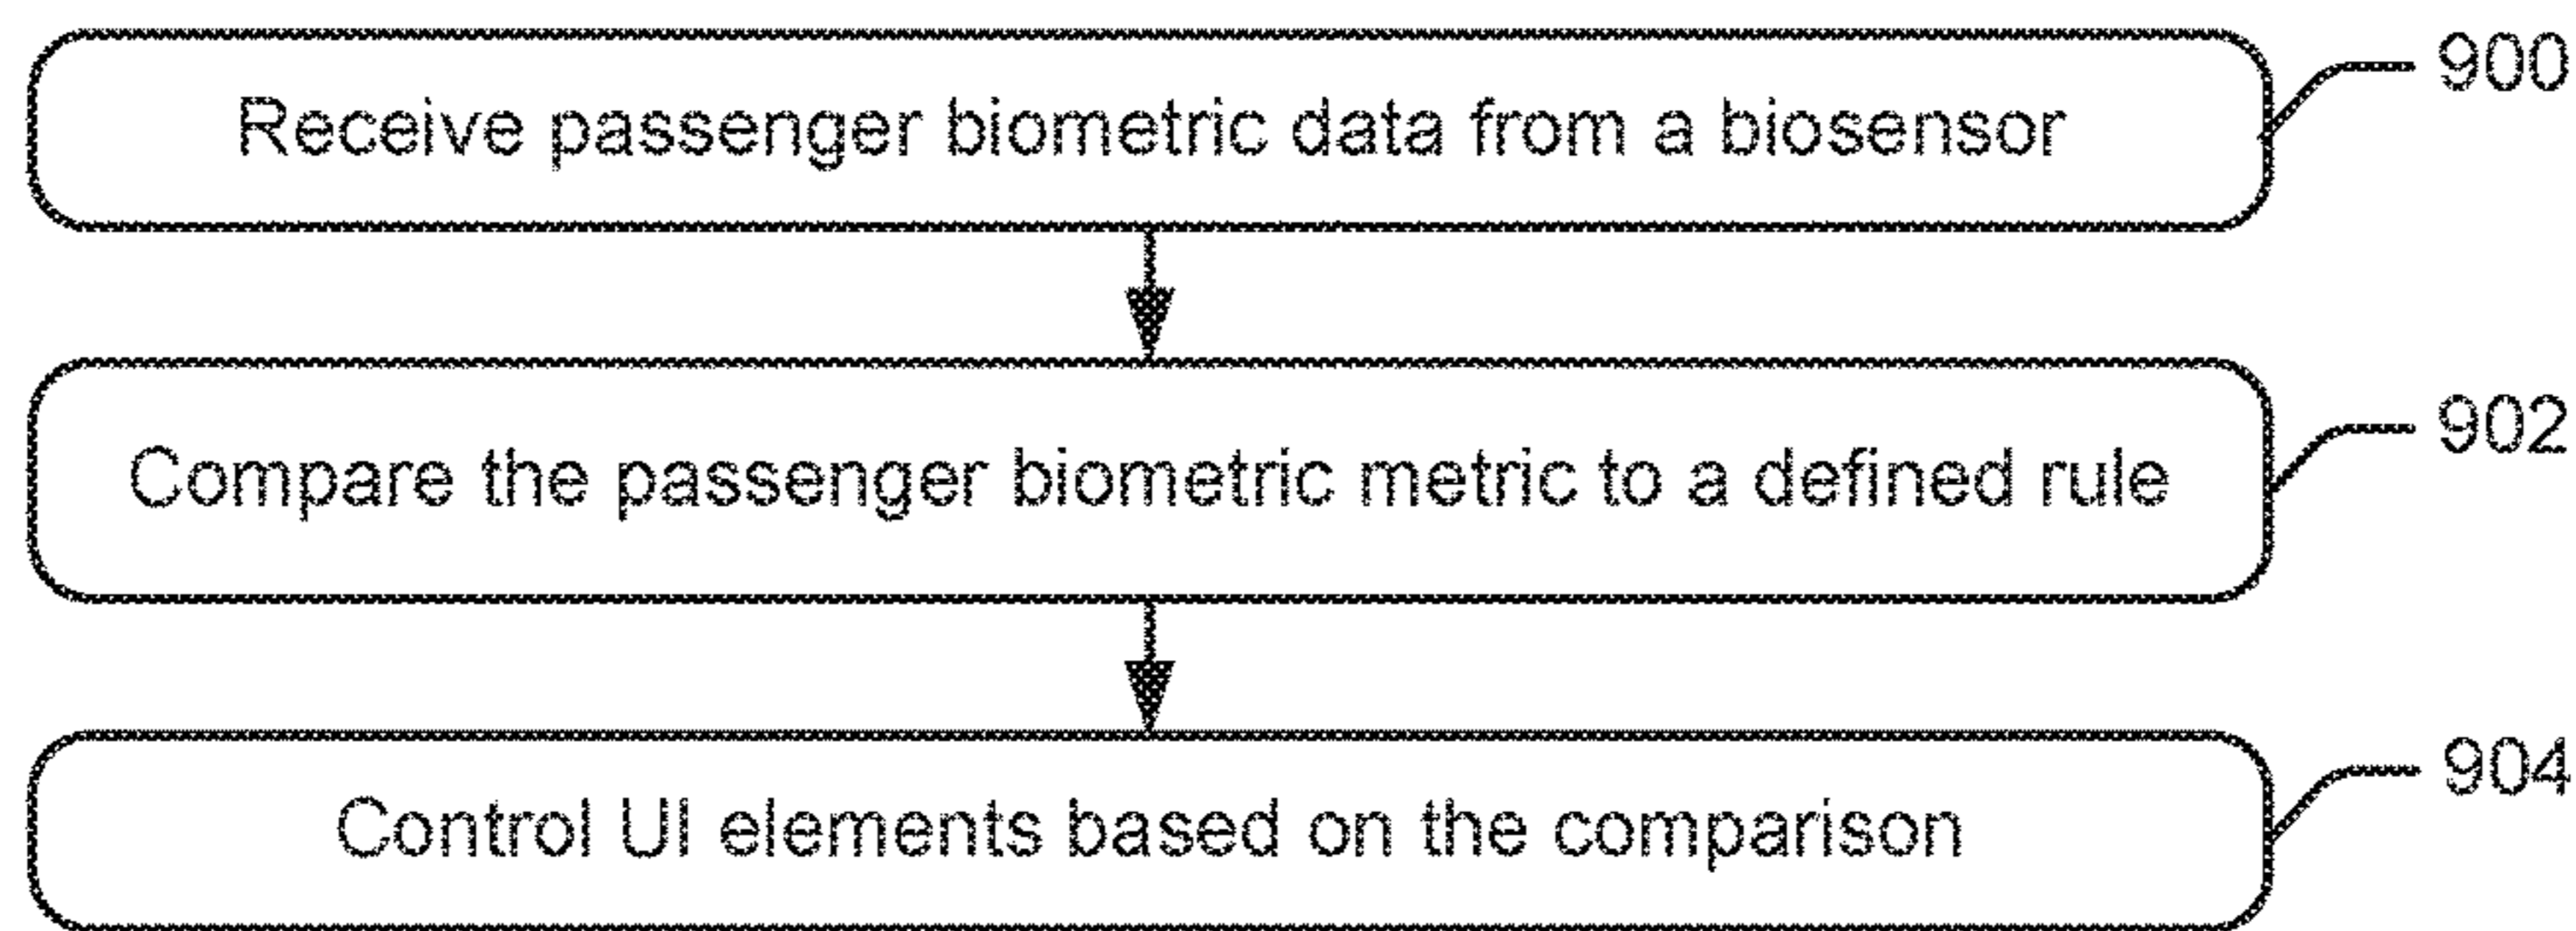 Receive passenger biometric data from a biosensor
900
Compare the passenger biometric metric to a defined rule
902
Control UI elements based on the comparison
904